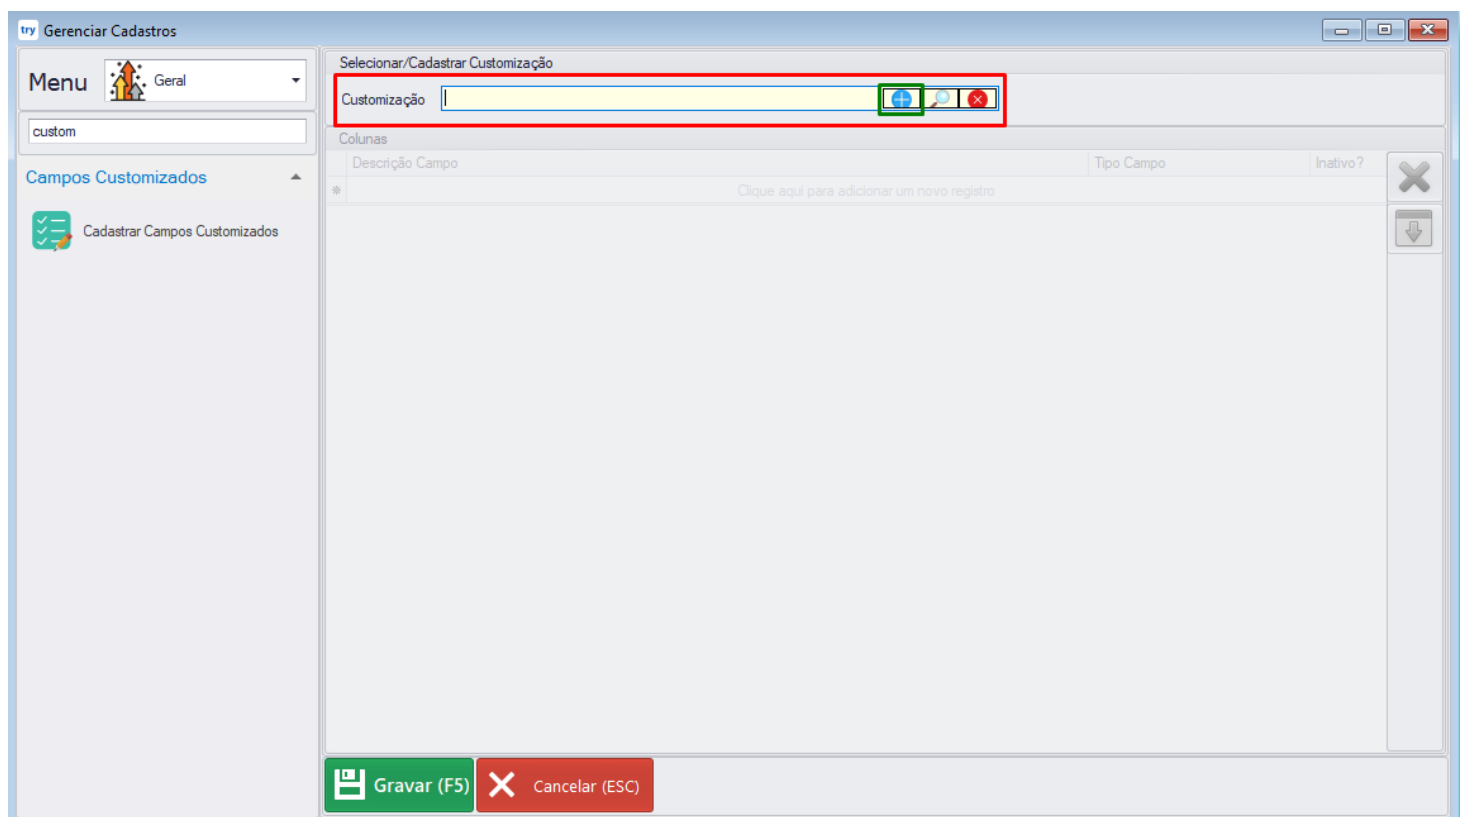 try Gerenciar Cadastros
Menu Geral
custom
Campos Customizados
Cadastrar Campos Customizados
Selecionar/Cadastrar Customização
Customização
Colunas
Descrição Campo Tipo Campo Inativo?
Clique aqui para adicionar um novo registro
Gravar (F5) Cancelar (ESC)